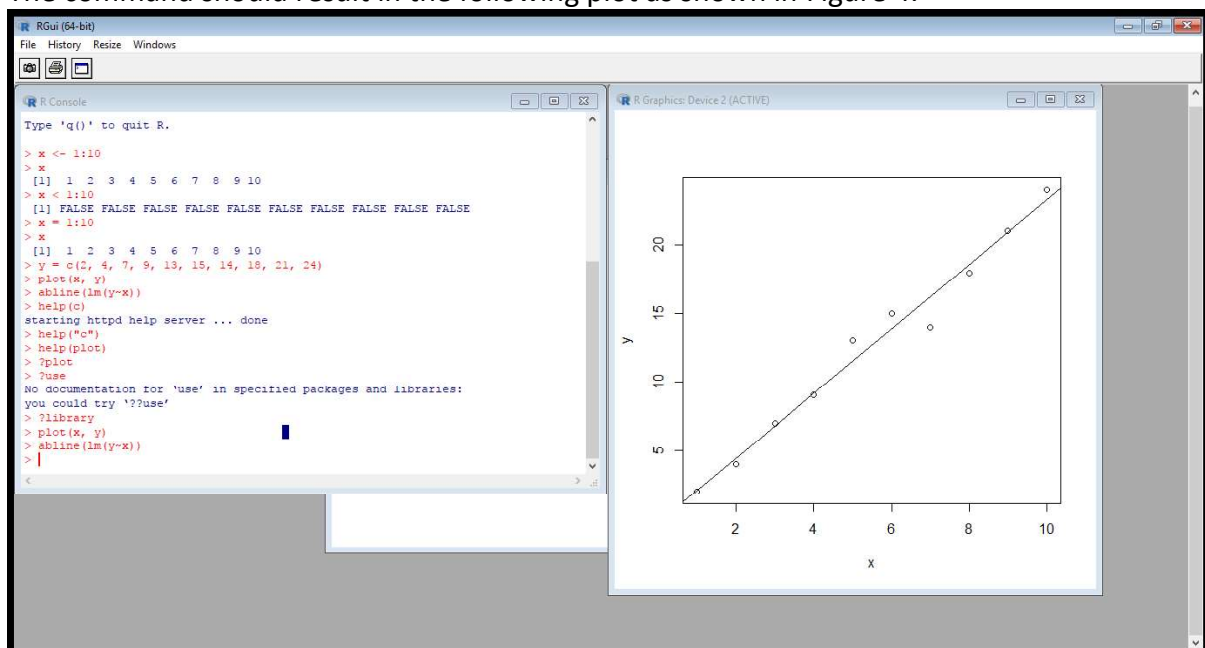 The command should result in the following plot as shown in Figure
RGui (64-bit)
File History Resize Windows
R Console
Type 'q()' to quit R.
> x <- 1:10
> x
[1] 1 2 3 4 5 6 7 8 9 10
> x < 1:10
[1] FALSE FALSE FALSE FALSE FALSE FALSE FALSE FALSE FALSE FALSE
> x = 1:10
> x
[1] 1 2 3 4 5 6 7 8 9 10
> y = c(2, 4, 7, 9, 13, 15, 14, 18, 21, 24)
> plot(x, y)
> abline(lm(y~x))
> help(c)
starting httpd help server ... done
> help("c")
> help(plot)
> ?plot
> ?use
No documentation for ‘use’ in specified packages and libraries:
you could try ‘??use’
> ?library
> plot(x, y)
> abline(lm(y~x))
>
R Graphics: Device 2 (ACTIVE)
20
15
10
5
y
2 4 6 8 10
x